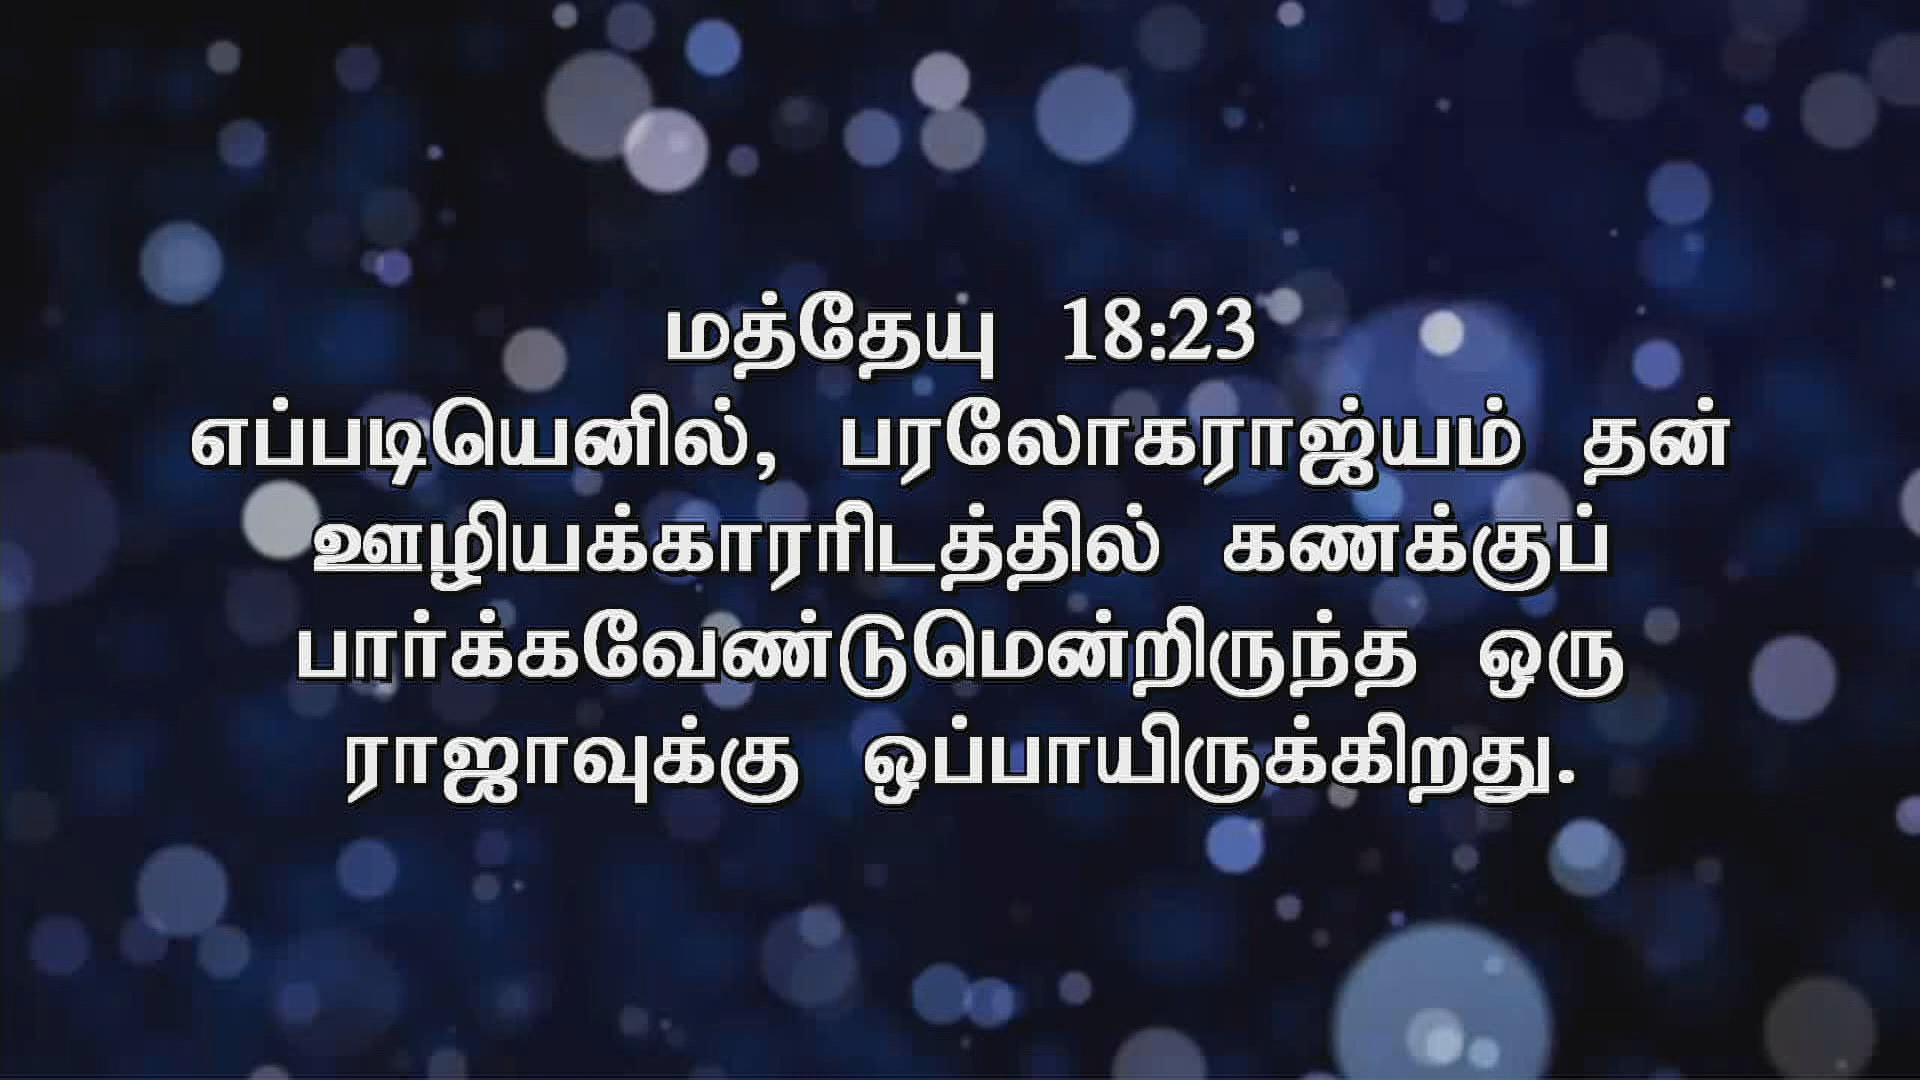 மத்தேயு 18:23
எப்படியெனில், பரலோகராஜ்யம் தன்
ஊழியக்காரரிடத்தில் கணக்குப்
பார்க்கவேண்டுமென்றிருந்த ஒரு
ராஜாவுக்கு ஒப்பாயிருக்கிறது.